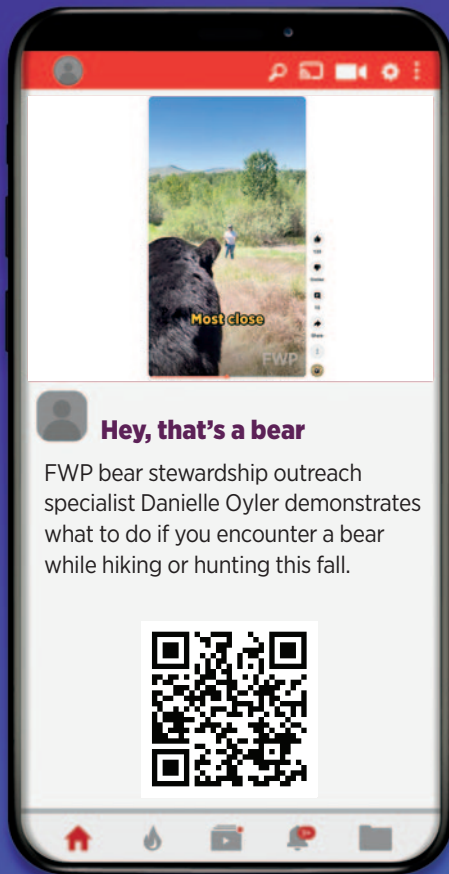 Most close
FWP
Share
Hey, that's a bear
FWP bear stewardship outreach
specialist Danielle Oyler demonstrates
what to do if you encounter a bear
while hiking or hunting this fall.